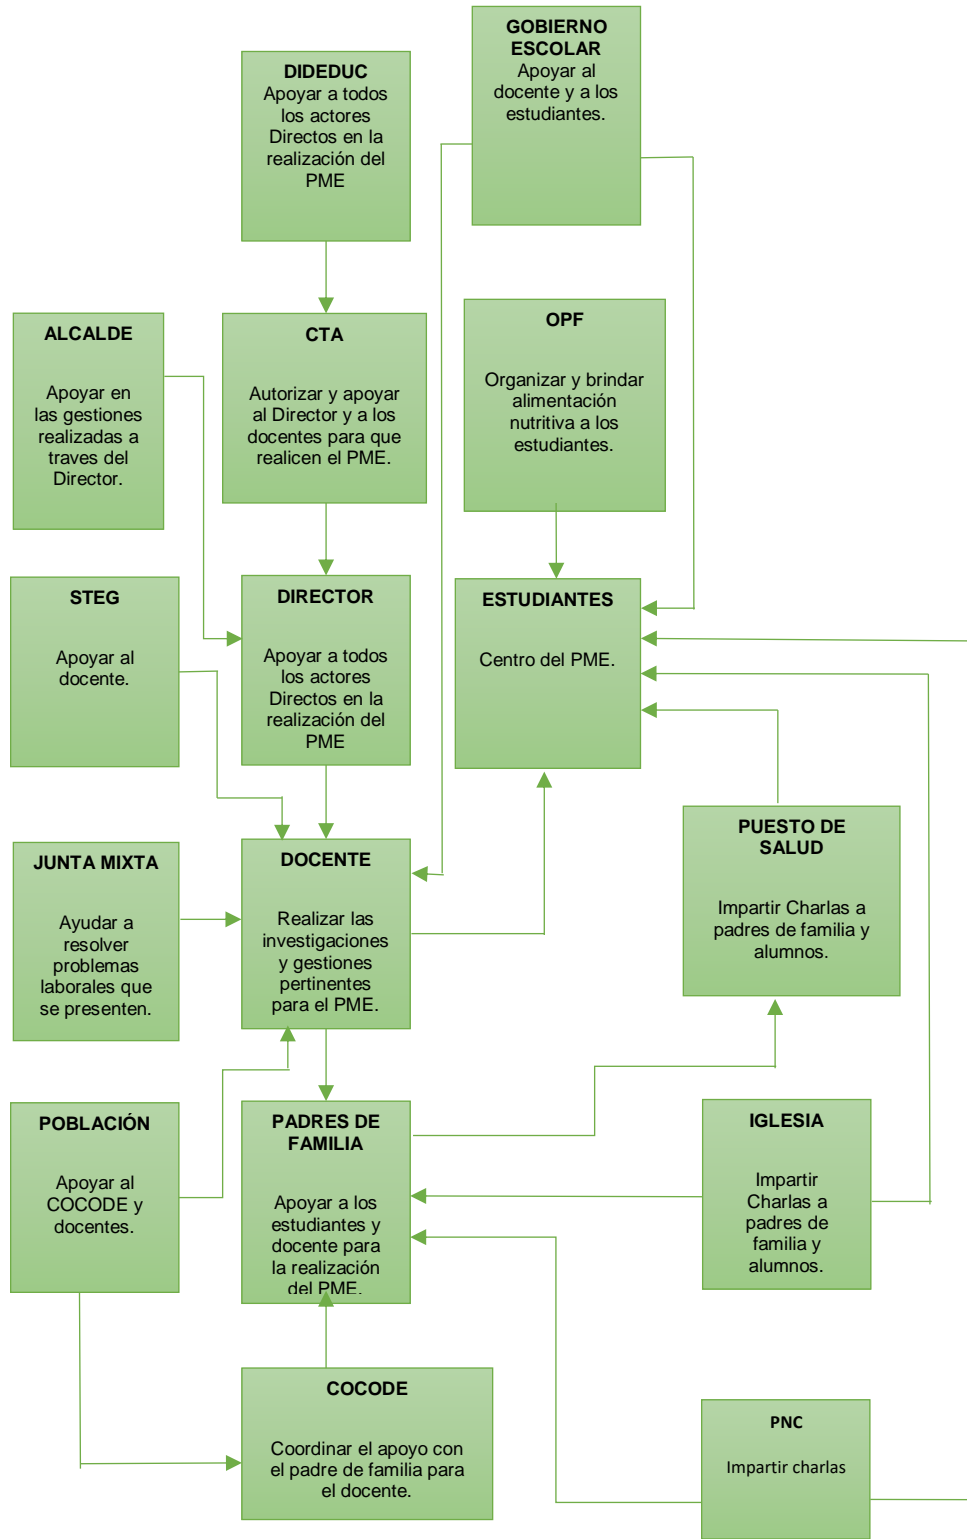 GOBIERNO
ESCOLAR
Apoyar al
docente y a los
estudiantes.
DIDEDUC
Apoyar a todos
los actores
Directos en la
realización del
PME
ALCALDE
Apoyar en
las gestiones
realizadas a
traves del
Director.
CTA
Autorizar y apoyar
al Director y a los
docentes para que
realicen el PME.
OPF
Organizar y brindar
alimentación
nutritiva a los
estudiantes.
STEG
Apoyar al
docente.
DIRECTOR
Apoyar a todos
los actores
Directos en la
realización del
PME
ESTUDIANTES
Centro del PME.
JUNTA MIXTA
Ayudar a
resolver
problemas
laborales que
se presenten.
DOCENTE
Realizar las
investigaciones
y gestiones
pertinentes
para el PME.
PUESTO DE
SALUD
Impartir Charlas a
padres de familia y
alumnos.
POBLACIÓN
Apoyar al
COCODE y
docentes.
PADRES DE
FAMILIA
Apoyar a los
estudiantes y
docente para
la realización
del PME.
IGLESIA
Impartir
Charlas a
padres de
familia y
alumnos.
COCODE
Coordinar el apoyo con
el padre de familia para
el docente.
PNC
Impartir charlas